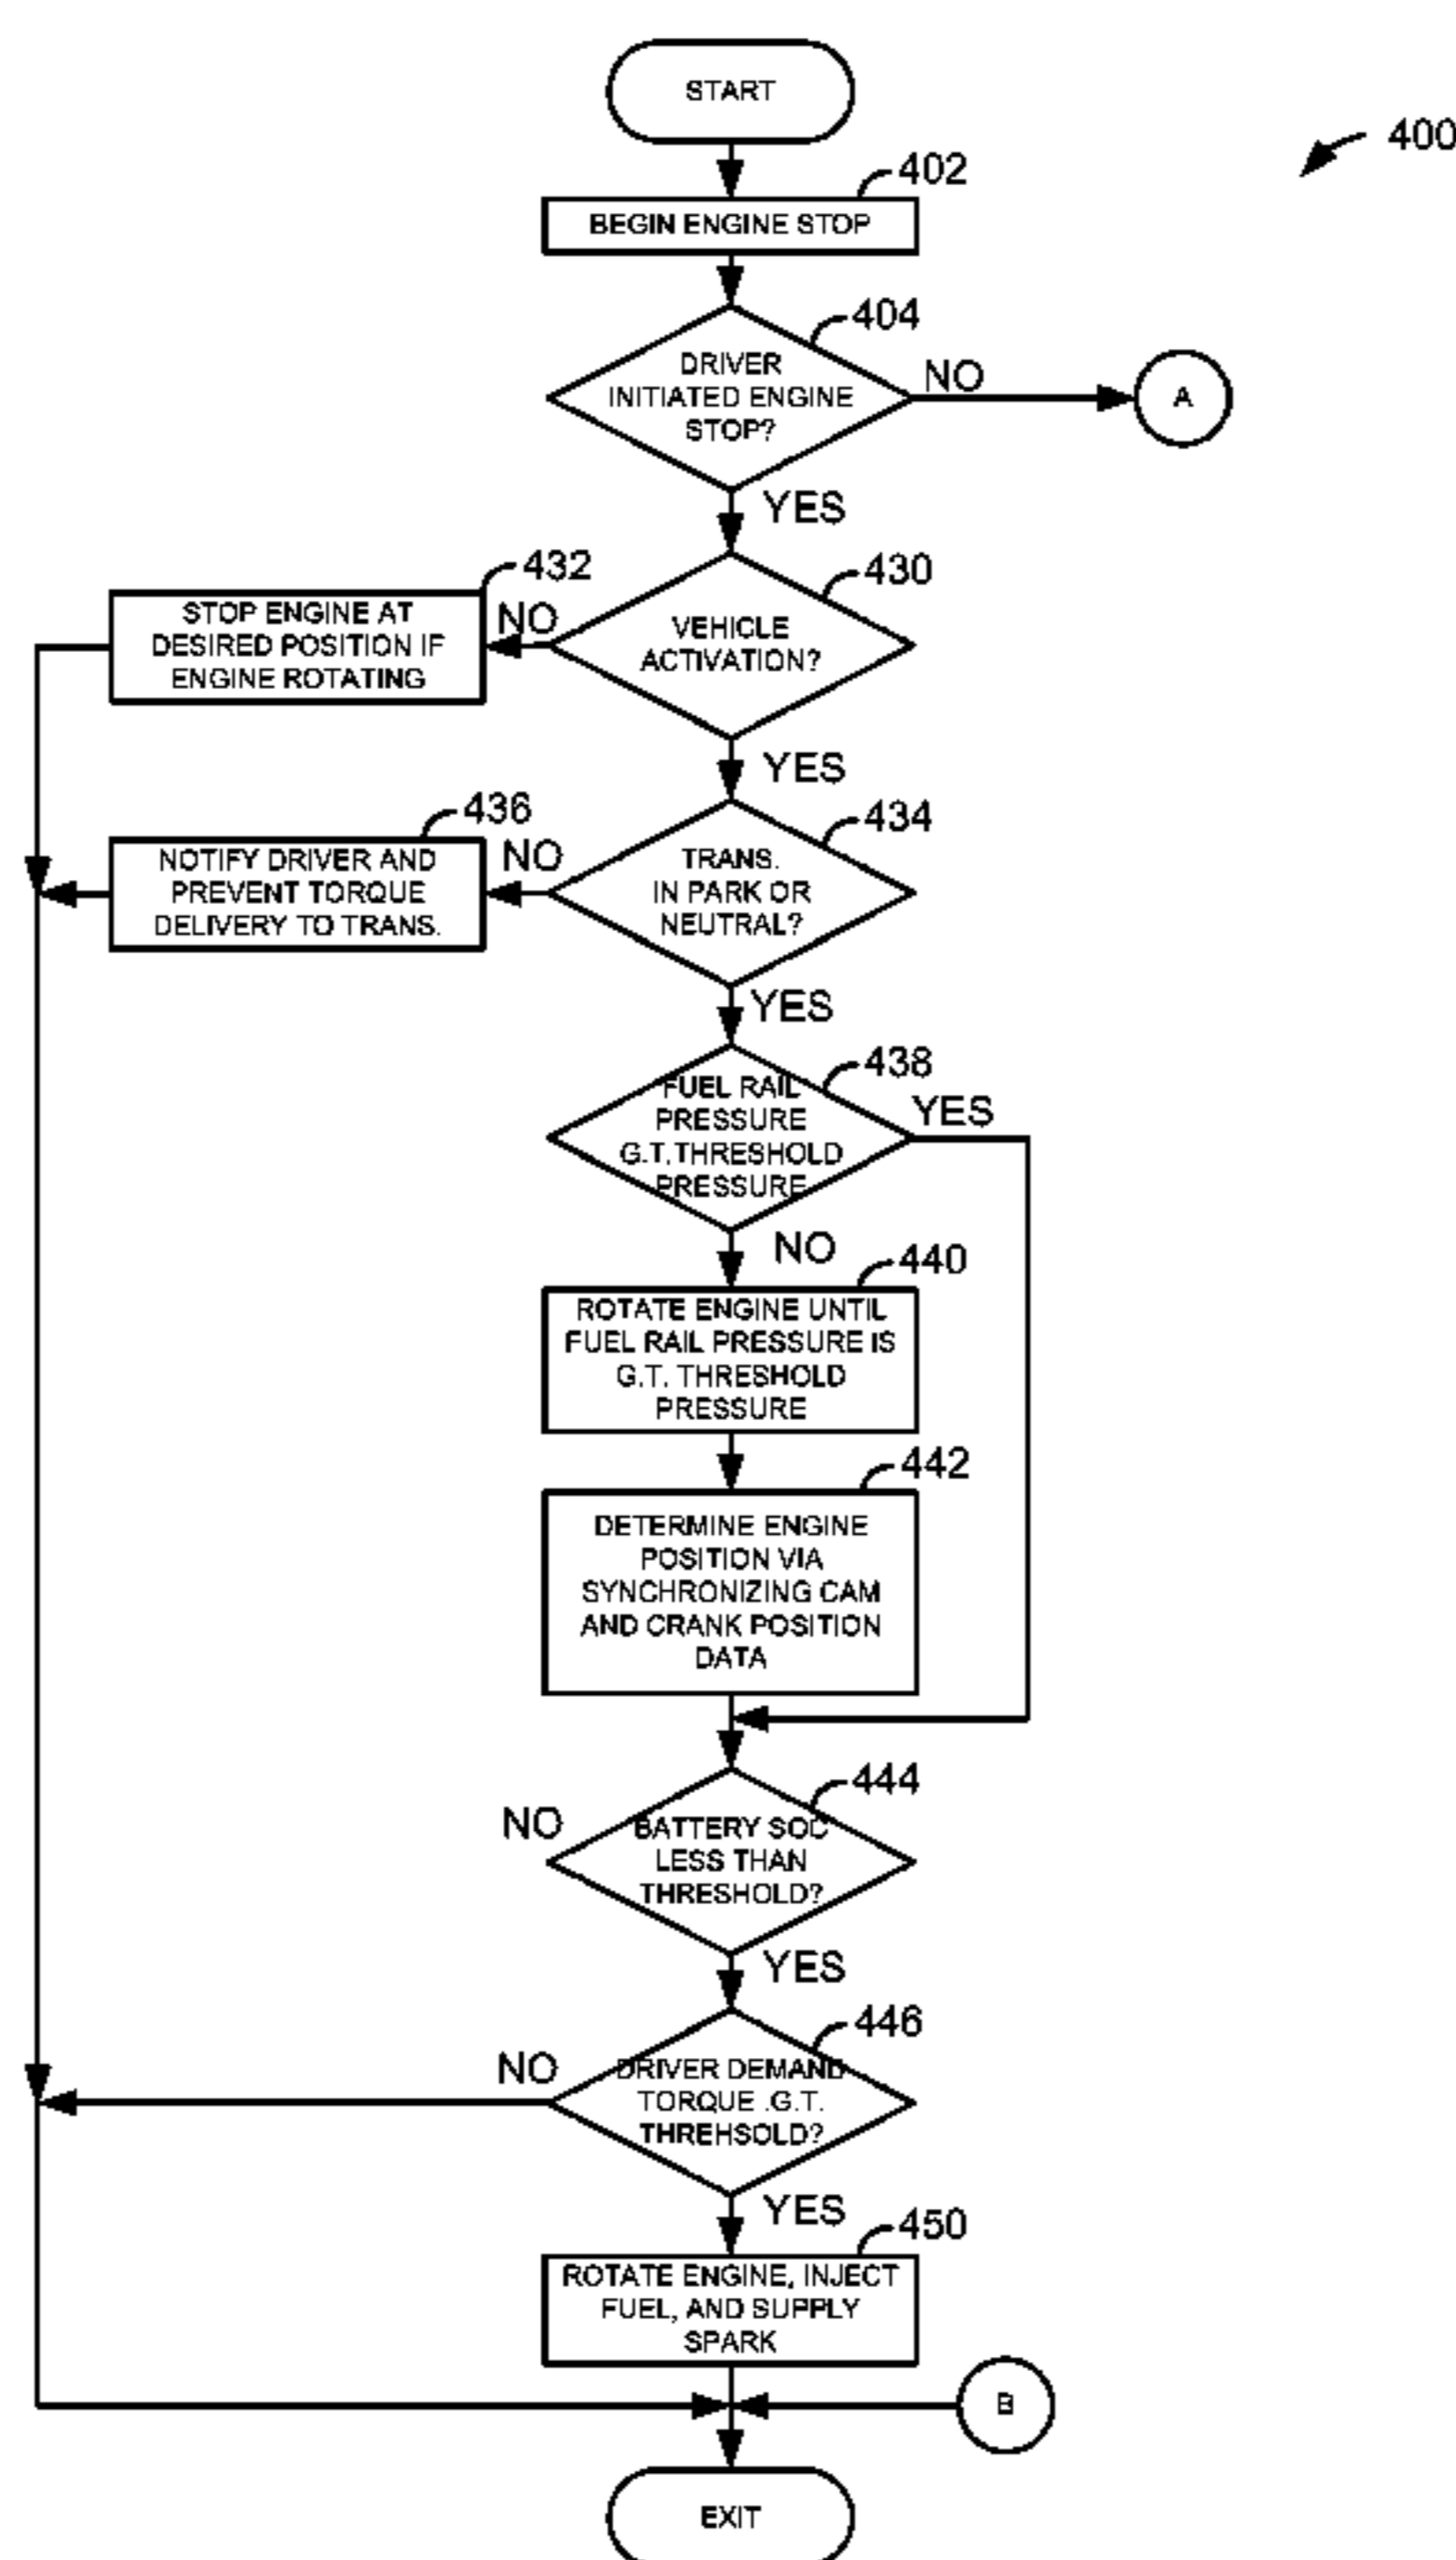 START
400
402
BEGIN ENGINE STOP
404
DRIVER
INITIATED ENGINE
STOP?
NO
A
YES
430
VEHICLE
ACTIVATION?
NO
432
STOP ENGINE AT
DESIRED POSITION IF
ENGINE ROTATING
YES
434
TRANS.
IN PARK OR
NEUTRAL?
NO
436
NOTIFY DRIVER AND
PREVENT TORQUE
DELIVERY TO TRANS.
YES
438
FUEL RAIL
PRESSURE
G.T.THRESHOLD
PRESSURE
YES
NO
440
ROTATE ENGINE UNTIL
FUEL RAIL PRESSURE IS
G.T. THRESHOLD
PRESSURE
442
DETERMINE ENGINE
POSITION VIA
SYNCHRONIZING CAM
AND CRANK POSITION
DATA
444
NO
BATTERY SOC
LESS THAN
THRESHOLD?
YES
446
NO
DRIVER DEMAND
TORQUE .G.T.
THREHSOLD?
YES
450
ROTATE ENGINE, INJECT
FUEL, AND SUPPLY
SPARK
B
EXIT